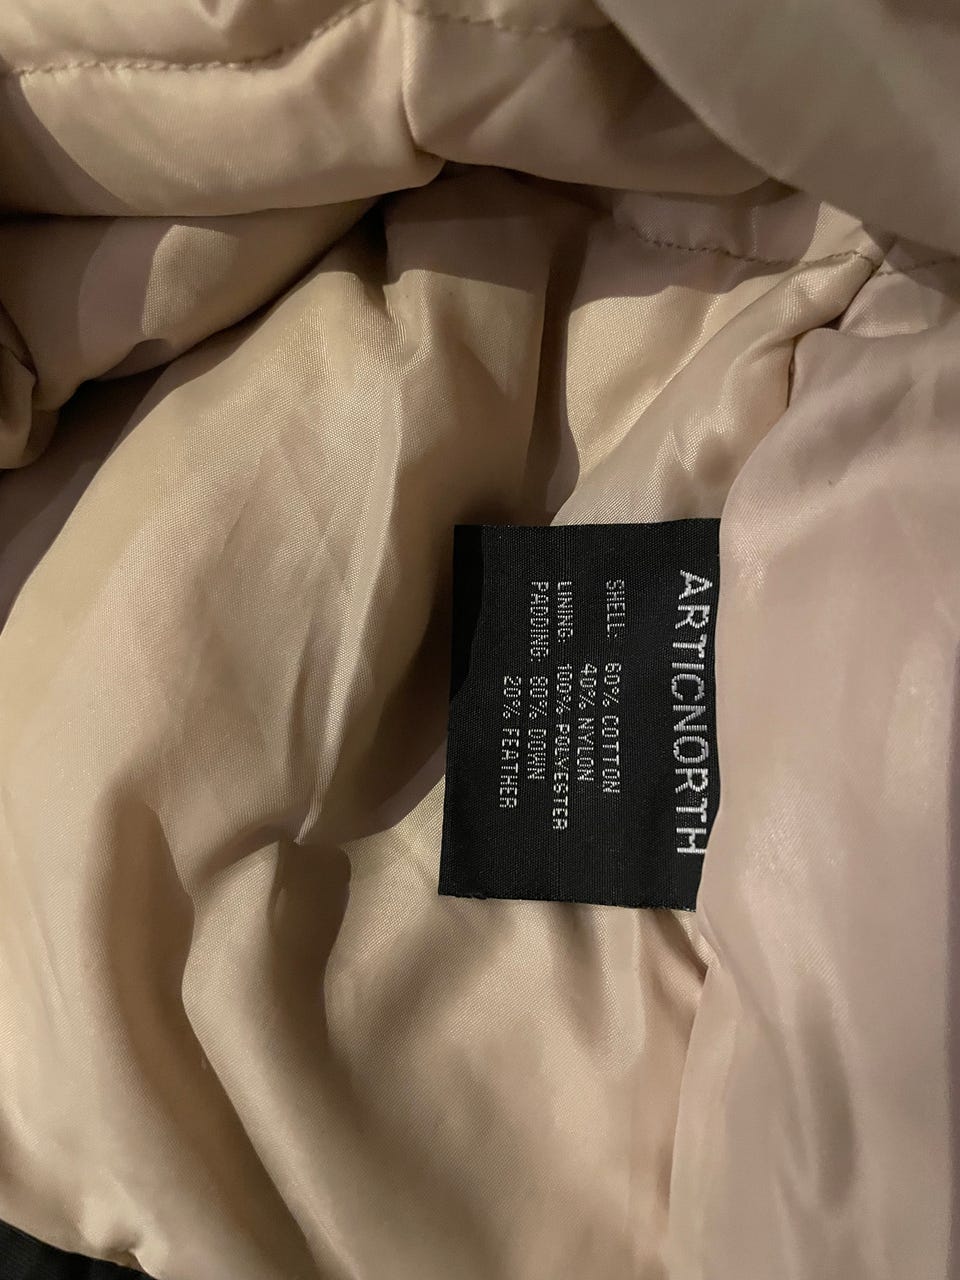 ARTICNORTH
SHELL: 60% COTTON
40% NYLON
LINING: 100% POLYESTER
PADDING: 80% DOWN
20% FEATHER